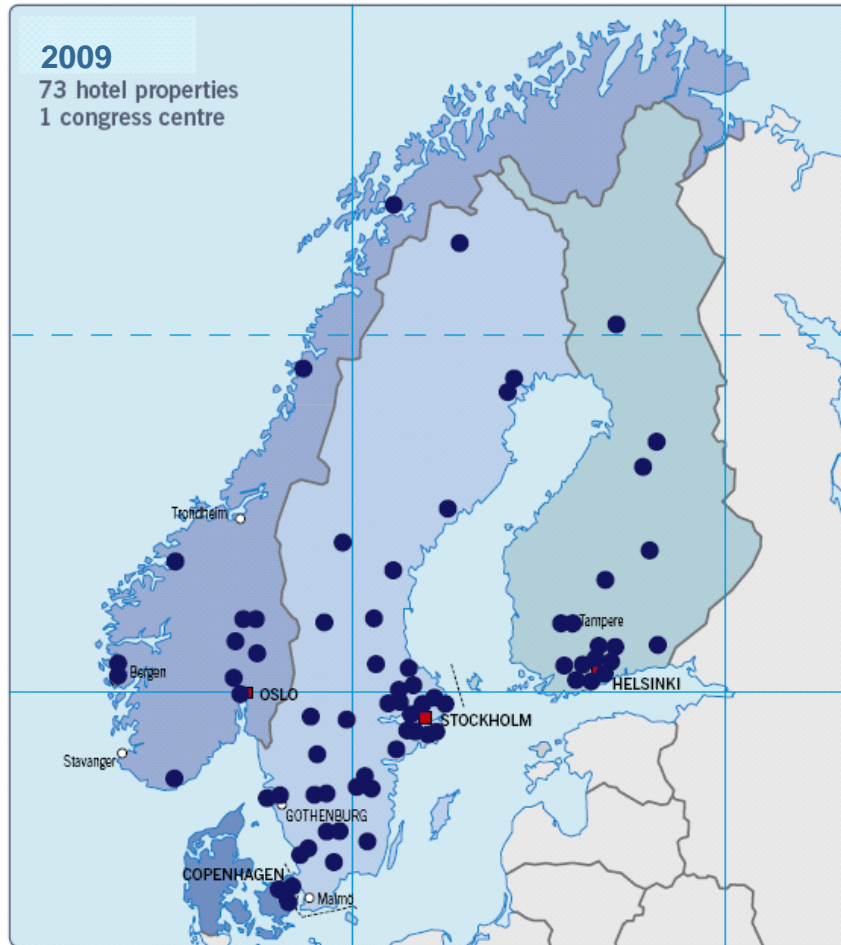 2009
73 hotel properties
1 congress centre
Trondheim
Tampere
Bergen
HELSINKI
OSLO
STOCKHOLM
Stavanger
GOTHENBURG
COPENHAGEN
Malmö